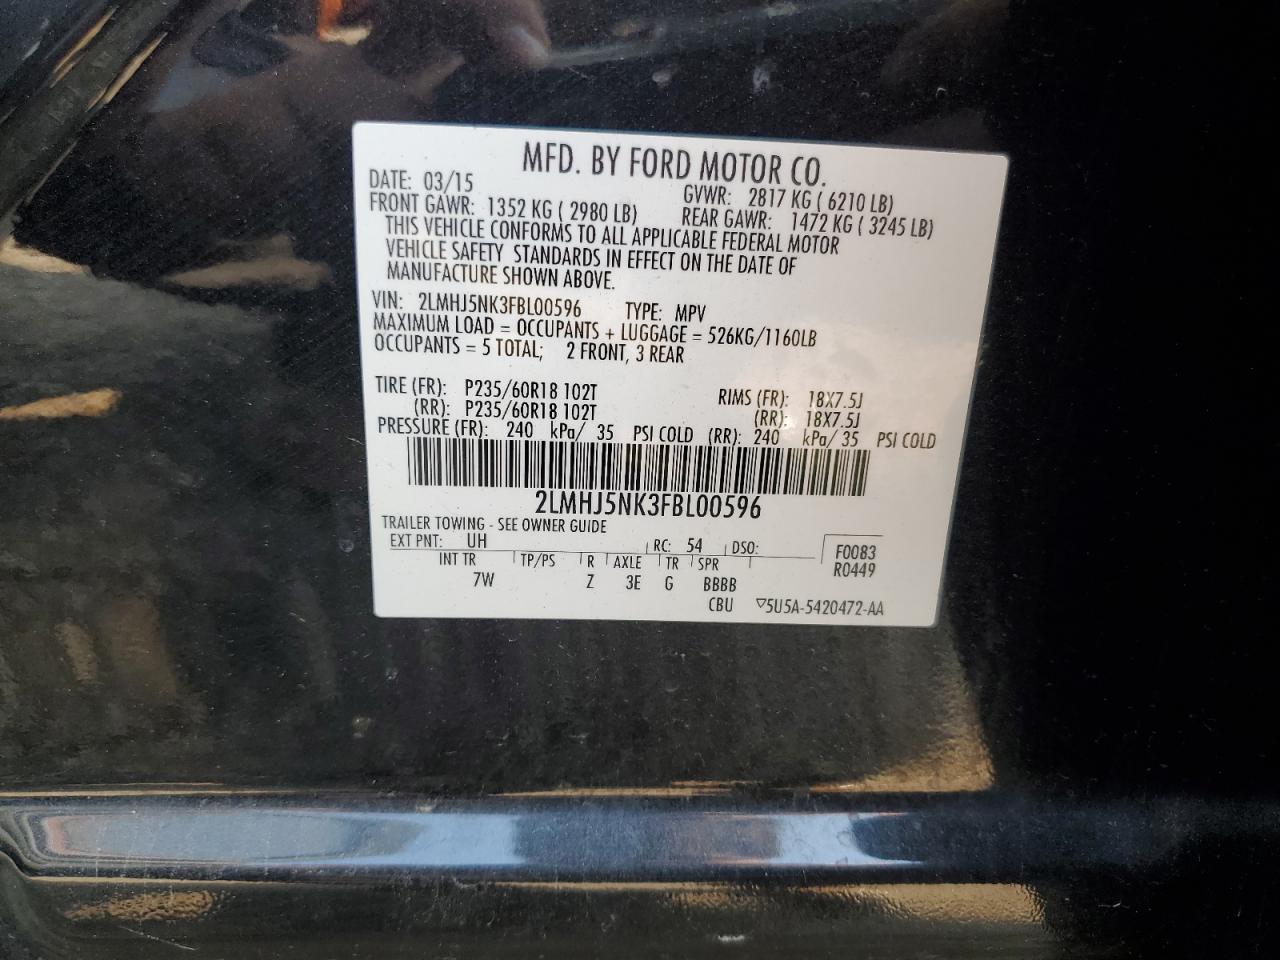 MFD. BY FORD MOTOR CO.
DATE: 03/15 GVWR: 2817 KG ( 6210 LB)
FRONT GAWR: 1352 KG ( 2980 LB) REAR GAWR: 1472 KG ( 3245 LB)
THIS VEHICLE CONFORMS TO ALL APPLICABLE FEDERAL MOTOR
VEHICLE SAFETY STANDARDS IN EFFECT ON THE DATE OF
MANUFACTURE SHOWN ABOVE.
VIN: 2LMHJ5NK3FBL00596 TYPE: MPV
MAXIMUM LOAD = OCCUPANTS + LUGGAGE = 526KG/1160LB
OCCUPANTS = 5 TOTAL; 2 FRONT, 3 REAR
TIRE (FR): P235/60R18 102T RIMS (FR): 18X7.5J
(RR): P235/60R18 102T (RR): 18X7.5J
PRESSURE (FR): 240 kPa/ 35 PSI COLD (RR): 240 kPa/ 35 PSI COLD
2LMHJ5NK3FBL00596
TRAILER TOWING - SEE OWNER GUIDE
EXT PNT: UH RC: 54 DSO: F0083
INT TR TP/PS R AXLE TR SPR R0449
7W Z 3E G BBBB
CBU ▽5U5A-5420472-AA